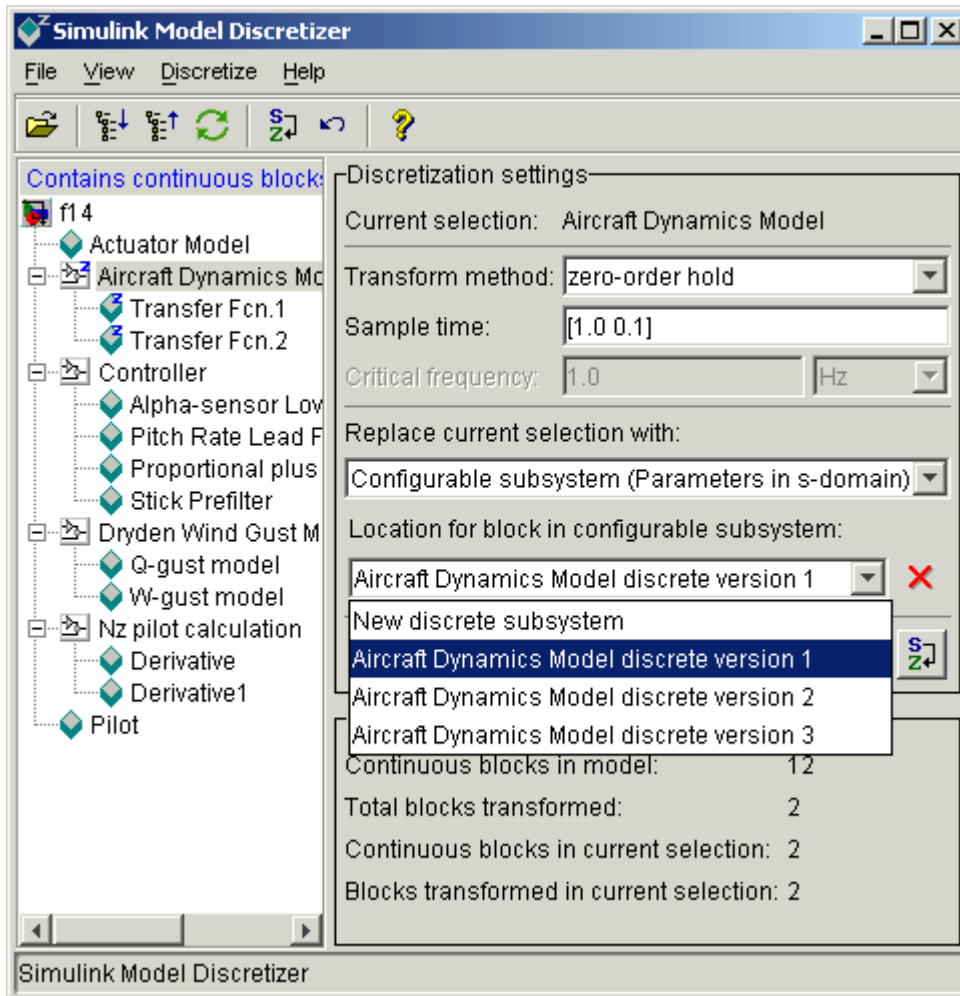 Simulink Model Discretizer
File View Discretize Help
Contains continuous block
f14
Actuator Model
Aircraft Dynamics Mo
Transfer Fcn.1
Transfer Fcn.2
Controller
Alpha-sensor Lov
Pitch Rate Lead F
Proportional plus
Stick Prefilter
Dryden Wind Gust M
Q-gust model
W-gust model
Nz pilot calculation
Derivative
Derivative1
Pilot
Discretization settings
Current selection: Aircraft Dynamics Model
Transform method: zero-order hold
Sample time: [1.0 0.1]
Critical frequency: 1.0 Hz
Replace current selection with:
Configurable subsystem (Parameters in s-domain)
Location for block in configurable subsystem:
Aircraft Dynamics Model discrete version 1
New discrete subsystem
Aircraft Dynamics Model discrete version 1
Aircraft Dynamics Model discrete version 2
Aircraft Dynamics Model discrete version 3
Continuous blocks in model: 12
Total blocks transformed: 2
Continuous blocks in current selection: 2
Blocks transformed in current selection: 2
Simulink Model Discretizer